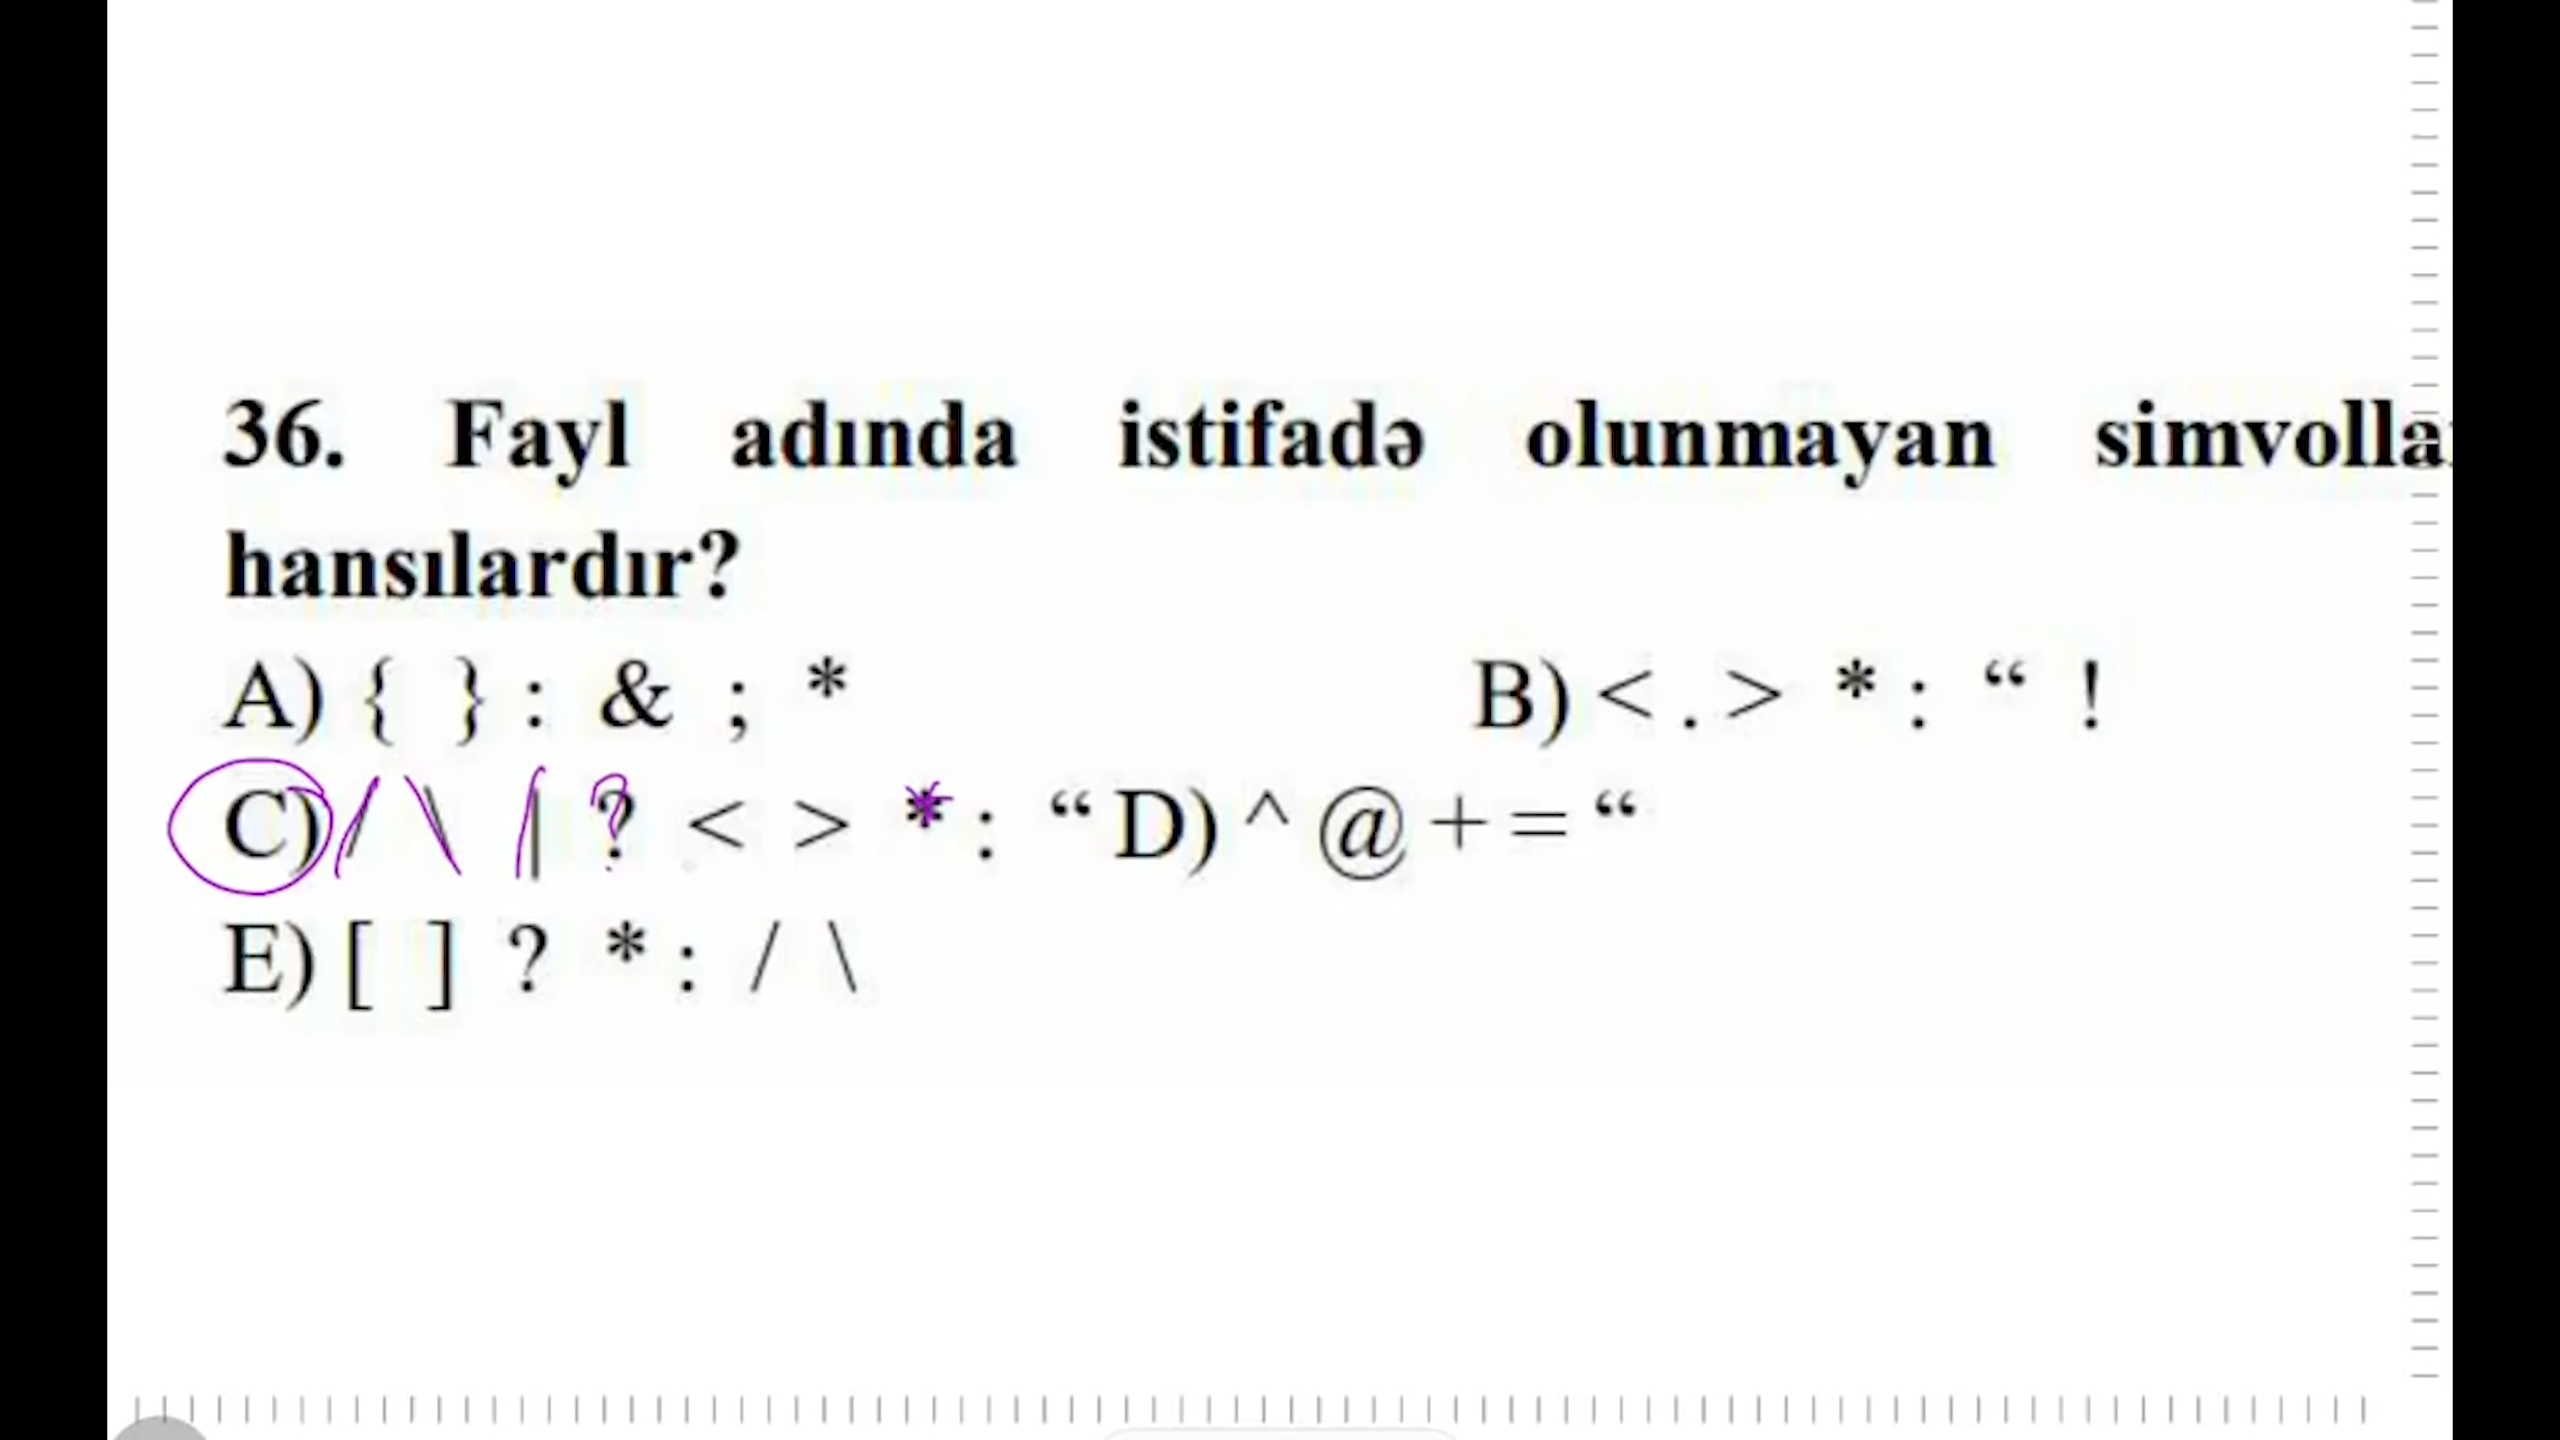 36. Fayl adında istifadə olunmayan simvolla
hansılardır?
A) { } : & ; * B) < . > * : “ !
C) / \ | ? < > * : “ D) ^ @ + = “
E) [ ] ? * : / \